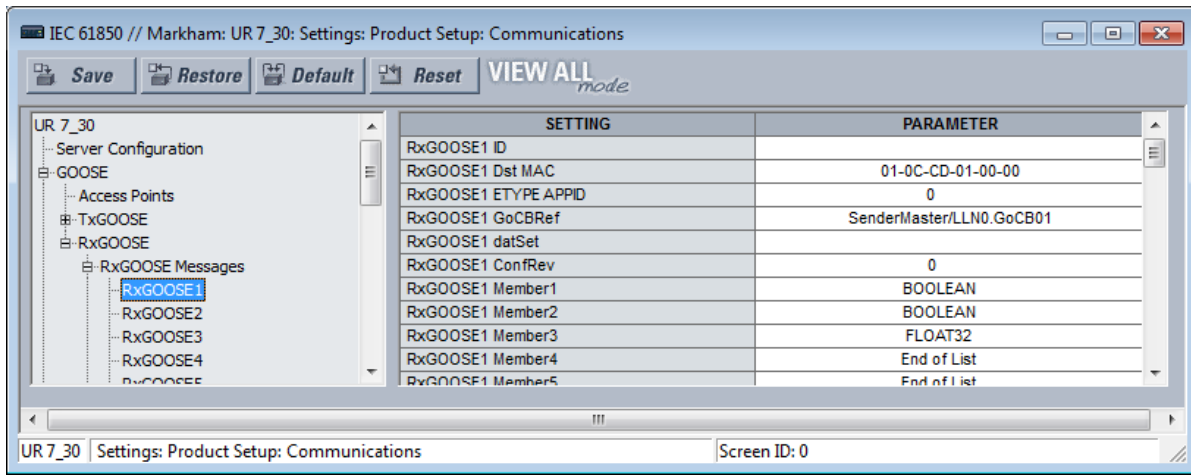 IEC 61850 // Markham: UR 7_30: Settings: Product Setup: Communications
Save Restore Default Reset VIEW ALL mode
UR 7_30
Server Configuration
GOOSE
Access Points
TxGOOSE
RxGOOSE
RxGOOSE Messages
RxGOOSE1
RxGOOSE2
RxGOOSE3
RxGOOSE4
RxGOOSE5
SETTING PARAMETER
RxGOOSE1 ID
RxGOOSE1 Dst MAC 01-0C-CD-01-00-00
RxGOOSE1 ETYPE APPID 0
RxGOOSE1 GoCBRef SenderMaster/LLN0.GoCB01
RxGOOSE1 datSet
RxGOOSE1 ConfRev 0
RxGOOSE1 Member1 BOOLEAN
RxGOOSE1 Member2 BOOLEAN
RxGOOSE1 Member3 FLOAT32
RxGOOSE1 Member4 End of List
RxGOOSE1 Member5 End of List
UR 7_30 Settings: Product Setup: Communications Screen ID: 0